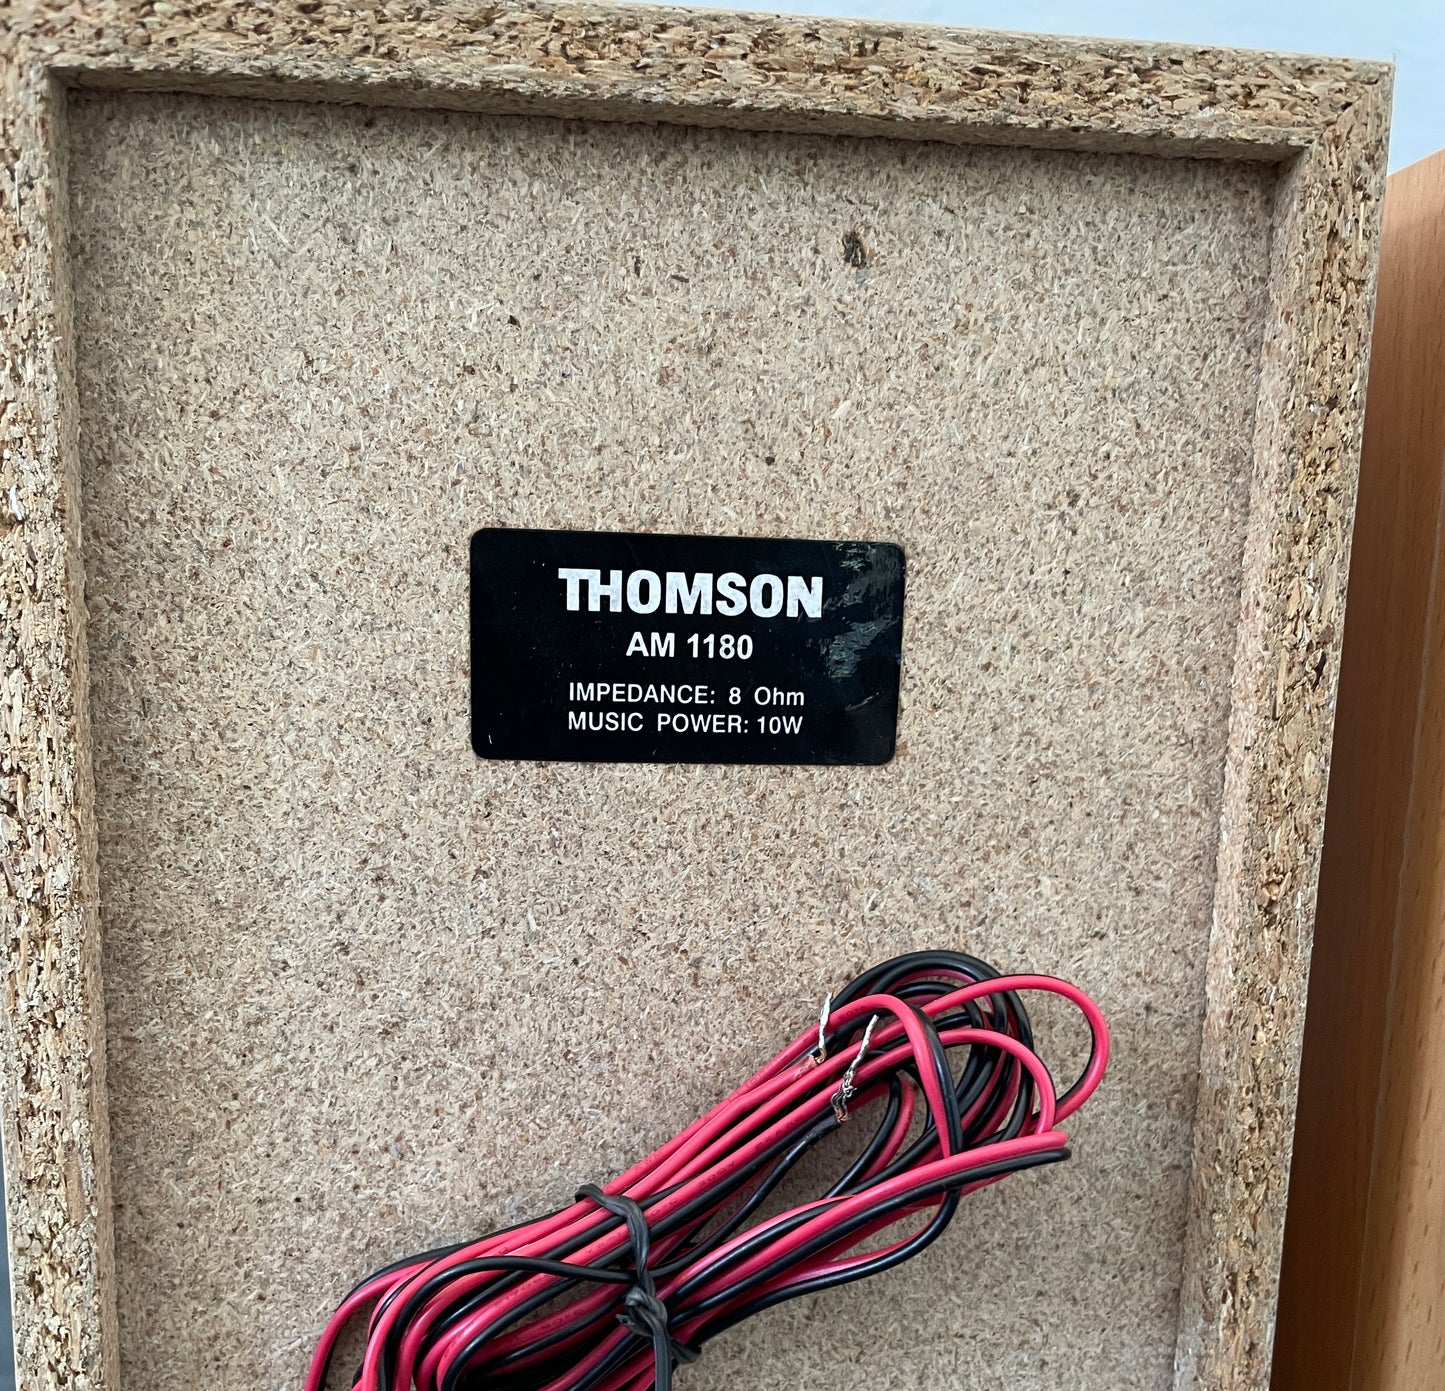 THOMSON
AM 1180
IMPEDANCE: 8 Ohm
MUSIC POWER: 10W